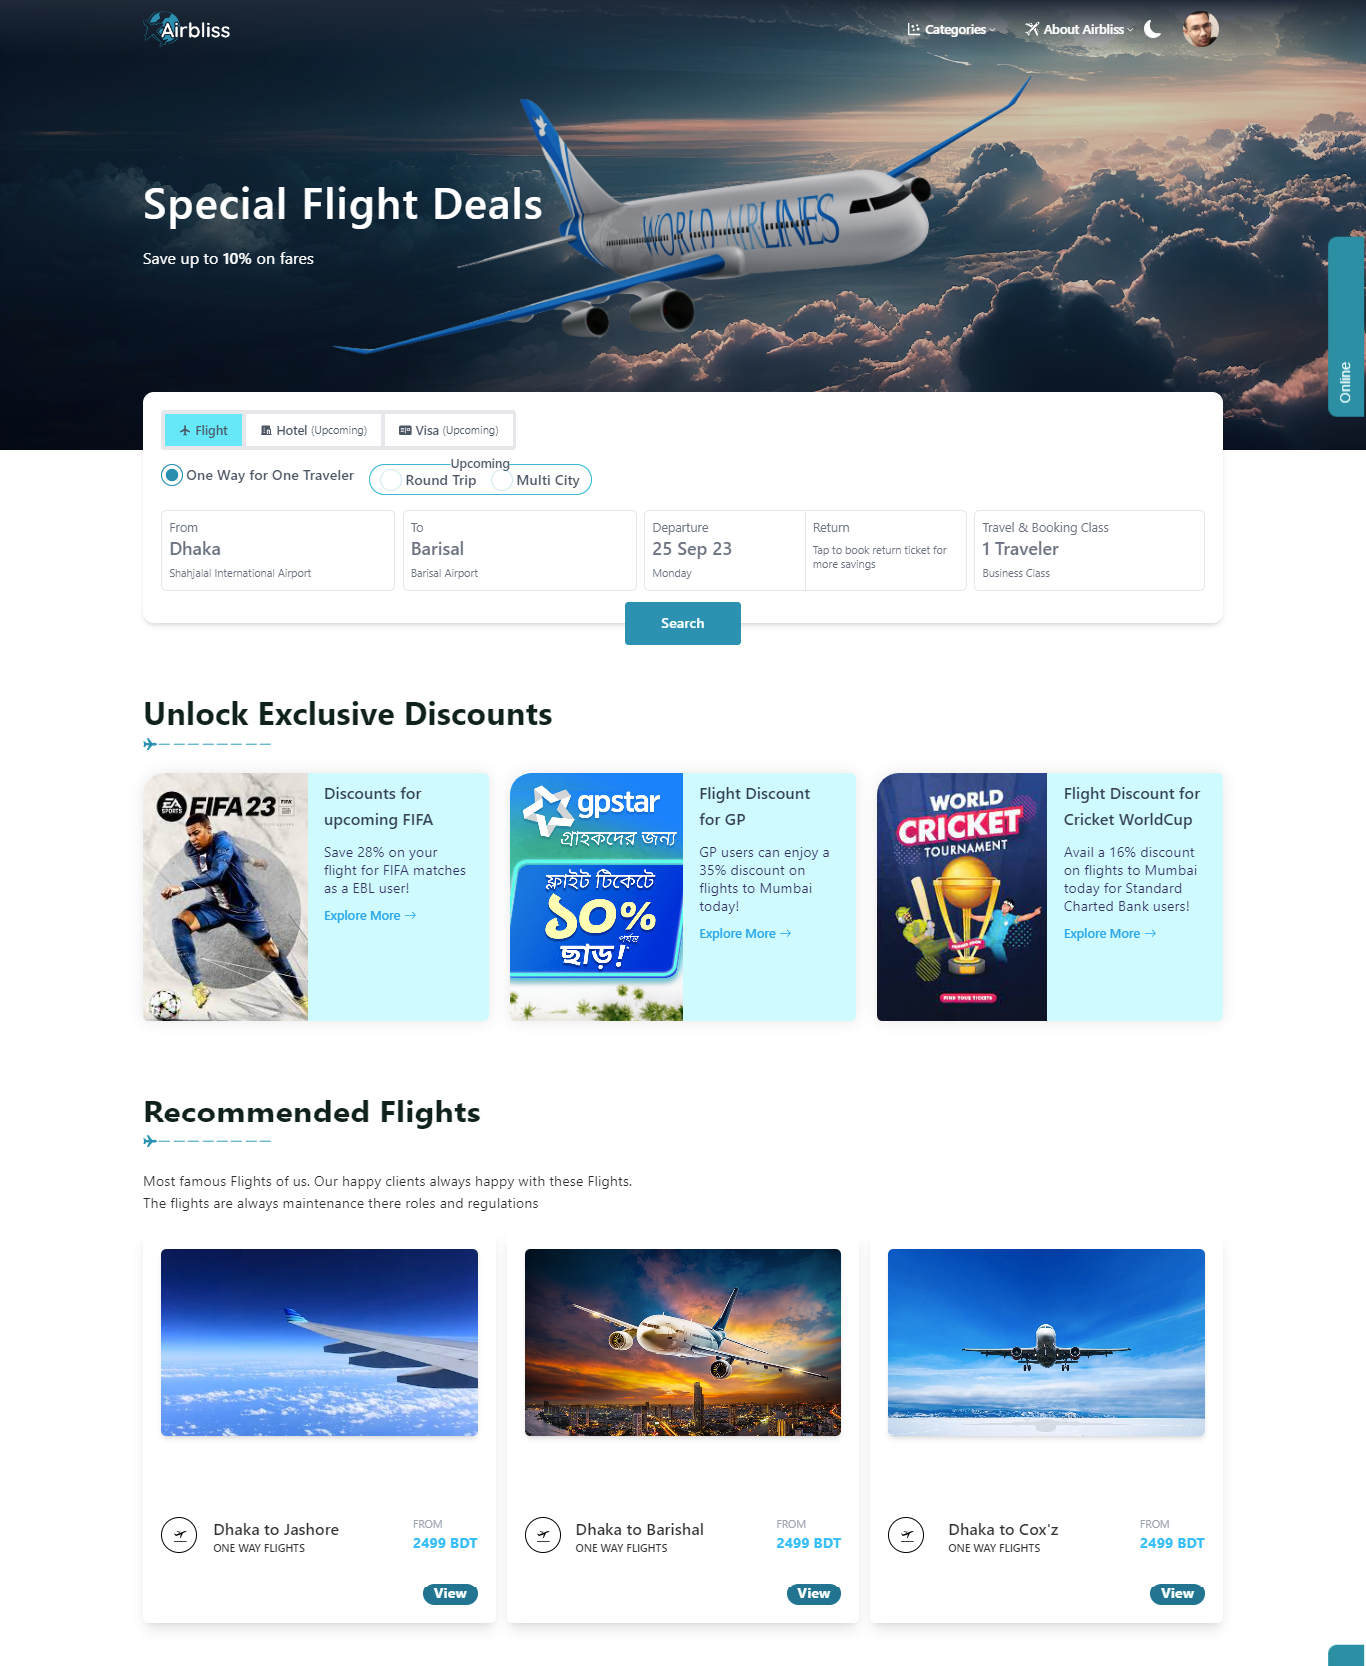 Airbliss
Categories
About Airbliss
WORLD AIRLINES
Special Flight Deals
Save up to 10% on fares
Online
Flight
Hotel (Upcoming)
Visa (Upcoming)
Upcoming
One Way for One Traveler
Round Trip
Multi City
From
Dhaka
Shahjalal International Airport
To
Barisal
Barisal Airport
Departure
25 Sep 23
Monday
Return
Tap to book return ticket for
more savings
Travel & Booking Class
1 Traveler
Business Class
Search
Unlock Exclusive Discounts
EA
SPORTS
FIFA 23
FIFA
Discounts for
upcoming FIFA
Save 28% on your
flight for FIFA matches
as a EBL user!
Explore More
gpstar
গ্রাহকদের জন্য
ফ্লাইট টিকেটে
১০%
পর্যন্ত
ছাড়!
Flight Discount
for GP
GP users can enjoy a
35% discount on
flights to Mumbai
today!
Explore More
WORLD
CRICKET
TOURNAMENT
FIND YOUR TICKETS
Flight Discount for
Cricket WorldCup
Avail a 16% discount
on flights to Mumbai
today for Standard
Charted Bank users!
Explore More
Recommended Flights
Most famous Flights of us. Our happy clients always happy with these Flights.
The flights are always maintenance there roles and regulations
Dhaka to Jashore
ONE WAY FLIGHTS
FROM
2499 BDT
View
Dhaka to Barishal
ONE WAY FLIGHTS
FROM
2499 BDT
View
Dhaka to Cox'z
ONE WAY FLIGHTS
FROM
2499 BDT
View